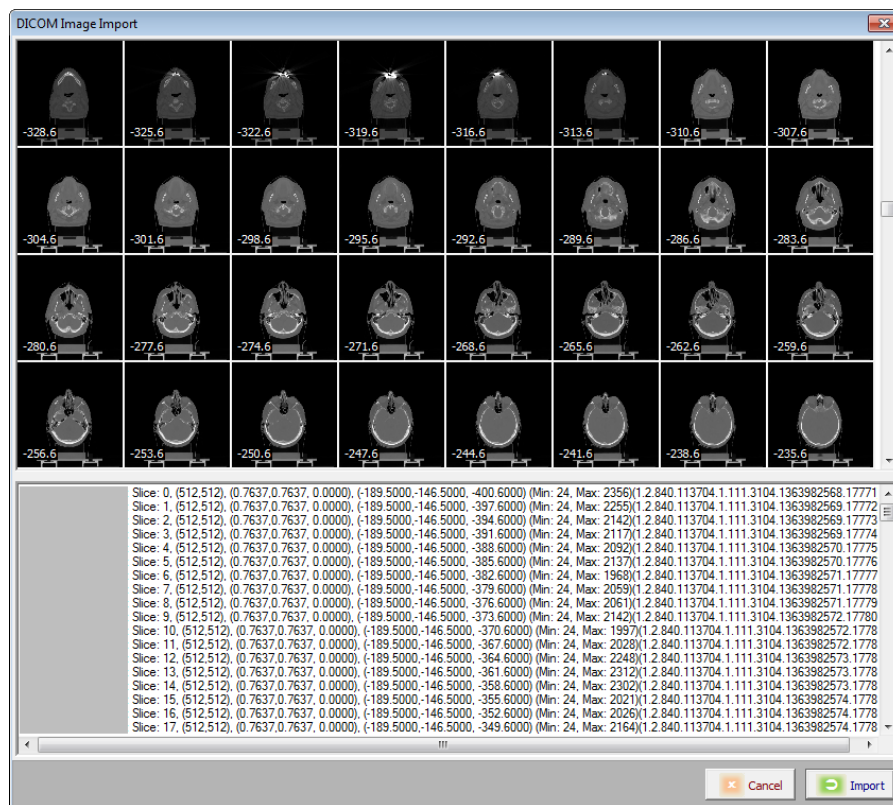 DICOM Image Import
-328.6 -325.6 -322.6 -319.6 -316.6 -313.6 -310.6 -307.6
-304.6 -301.6 -298.6 -295.6 -292.6 -289.6 -286.6 -283.6
-280.6 -277.6 -274.6 -271.6 -268.6 -265.6 -262.6 -259.6
-256.6 -253.6 -250.6 -247.6 -244.6 -241.6 -238.6 -235.6
Slice: 0, (512,512), (0.7637,0.7637, 0.0000), (-189.5000,-146.5000, -400.6000) (Min: 24, Max: 2356)(1.2.840.113704.1.111.3104.1363982568.17771
Slice: 1, (512,512), (0.7637,0.7637, 0.0000), (-189.5000,-146.5000, -397.6000) (Min: 24, Max: 2255)(1.2.840.113704.1.111.3104.1363982569.17772
Slice: 2, (512,512), (0.7637,0.7637, 0.0000), (-189.5000,-146.5000, -394.6000) (Min: 24, Max: 2142)(1.2.840.113704.1.111.3104.1363982569.17773
Slice: 3, (512,512), (0.7637,0.7637, 0.0000), (-189.5000,-146.5000, -391.6000) (Min: 24, Max: 2117)(1.2.840.113704.1.111.3104.1363982569.17774
Slice: 4, (512,512), (0.7637,0.7637, 0.0000), (-189.5000,-146.5000, -388.6000) (Min: 24, Max: 2092)(1.2.840.113704.1.111.3104.1363982570.17775
Slice: 5, (512,512), (0.7637,0.7637, 0.0000), (-189.5000,-146.5000, -385.6000) (Min: 24, Max: 2137)(1.2.840.113704.1.111.3104.1363982570.17776
Slice: 6, (512,512), (0.7637,0.7637, 0.0000), (-189.5000,-146.5000, -382.6000) (Min: 24, Max: 1968)(1.2.840.113704.1.111.3104.1363982571.17777
Slice: 7, (512,512), (0.7637,0.7637, 0.0000), (-189.5000,-146.5000, -379.6000) (Min: 24, Max: 2059)(1.2.840.113704.1.111.3104.1363982571.17778
Slice: 8, (512,512), (0.7637,0.7637, 0.0000), (-189.5000,-146.5000, -376.6000) (Min: 24, Max: 2061)(1.2.840.113704.1.111.3104.1363982571.17779
Slice: 9, (512,512), (0.7637,0.7637, 0.0000), (-189.5000,-146.5000, -373.6000) (Min: 24, Max: 2142)(1.2.840.113704.1.111.3104.1363982572.17780
Slice: 10, (512,512), (0.7637,0.7637, 0.0000), (-189.5000,-146.5000, -370.6000) (Min: 24, Max: 1997)(1.2.840.113704.1.111.3104.1363982572.1778
Slice: 11, (512,512), (0.7637,0.7637, 0.0000), (-189.5000,-146.5000, -367.6000) (Min: 24, Max: 2028)(1.2.840.113704.1.111.3104.1363982572.1778
Slice: 12, (512,512), (0.7637,0.7637, 0.0000), (-189.5000,-146.5000, -364.6000) (Min: 24, Max: 2248)(1.2.840.113704.1.111.3104.1363982573.1778
Slice: 13, (512,512), (0.7637,0.7637, 0.0000), (-189.5000,-146.5000, -361.6000) (Min: 24, Max: 2312)(1.2.840.113704.1.111.3104.1363982573.1778
Slice: 14, (512,512), (0.7637,0.7637, 0.0000), (-189.5000,-146.5000, -358.6000) (Min: 24, Max: 2302)(1.2.840.113704.1.111.3104.1363982573.1778
Slice: 15, (512,512), (0.7637,0.7637, 0.0000), (-189.5000,-146.5000, -355.6000) (Min: 24, Max: 2021)(1.2.840.113704.1.111.3104.1363982574.1778
Slice: 16, (512,512), (0.7637,0.7637, 0.0000), (-189.5000,-146.5000, -352.6000) (Min: 24, Max: 2026)(1.2.840.113704.1.111.3104.1363982574.1778
Slice: 17, (512,512), (0.7637,0.7637, 0.0000), (-189.5000,-146.5000, -349.6000) (Min: 24, Max: 2164)(1.2.840.113704.1.111.3104.1363982574.1778
Cancel Import